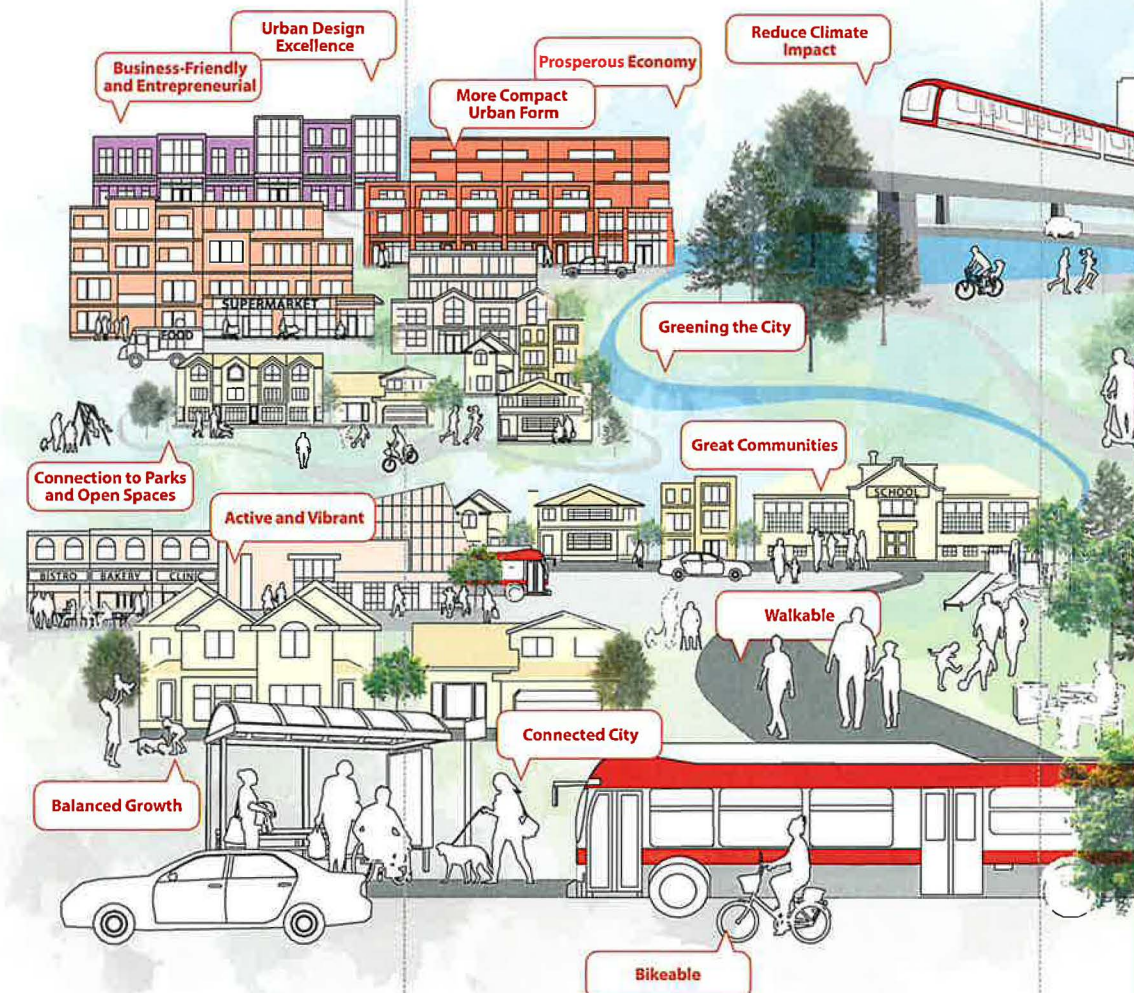 Urban Design
Excellence
Reduce Climate
Impact
Business-Friendly
and Entrepreneurial
Prosperous Economy
More Compact
Urban Form
SUPERMARKET
FOOD
Greening the City
Connection to Parks
and Open Spaces
Great Communities
SCHOOL
Active and Vibrant
BISTRO
BAKERY
CLINIC
Walkable
Connected City
Balanced Growth
Bikeable